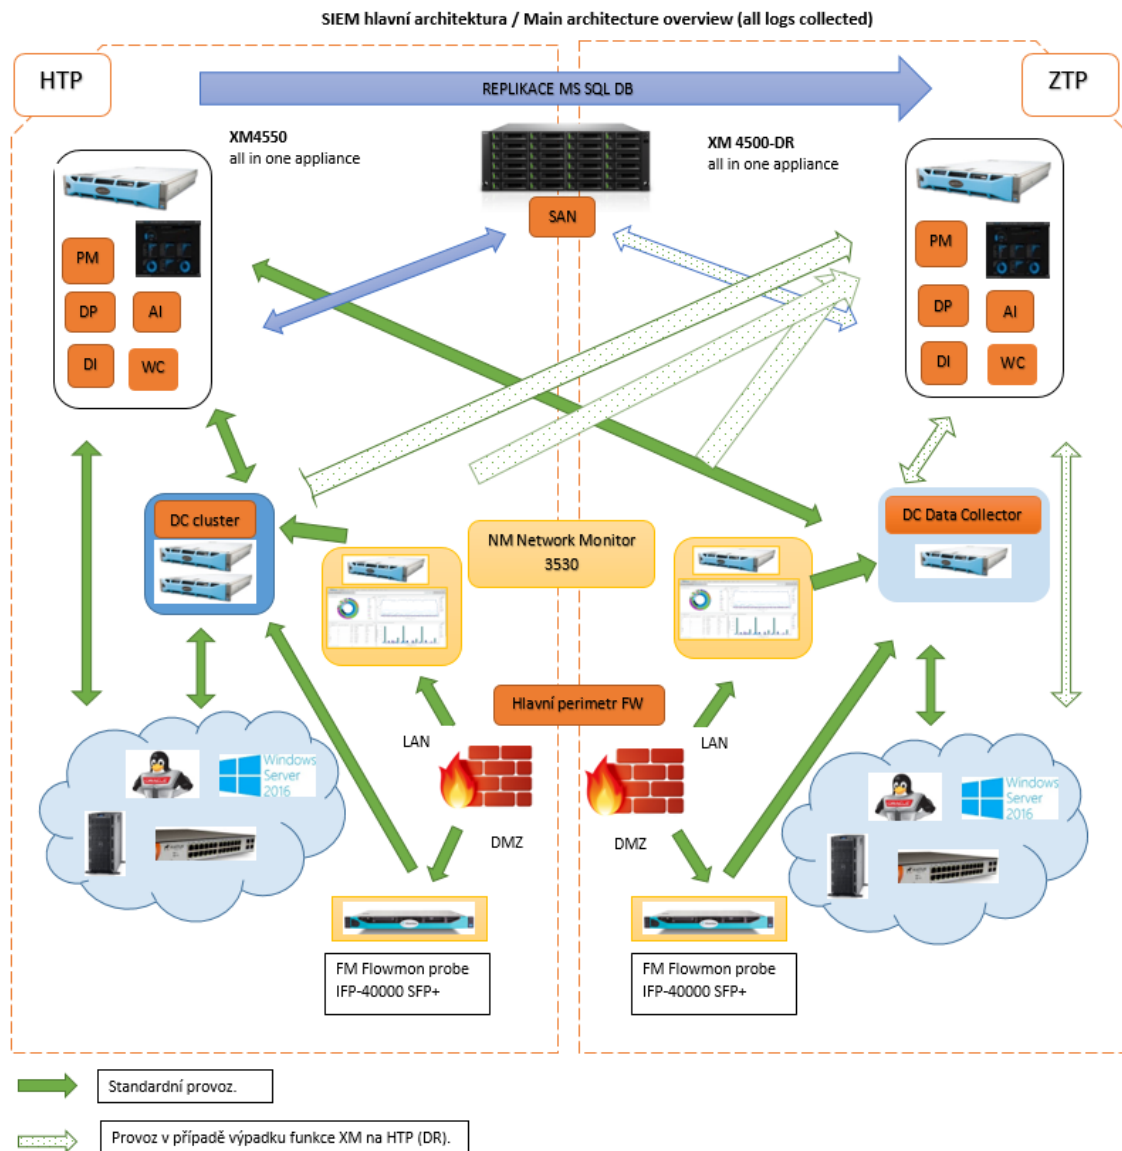 SIEM hlavní architektura / Main architecture overview (all logs collected)
HTP
ZTP
REPLIKACE MS SQL DB
XM4550
all in one appliance
XM 4500-DR
all in one appliance
SAN
PM
DP
AI
DI
WC
PM
DP
AI
DI
WC
DC cluster
NM Network Monitor
3530
DC Data Collector
Hlavní perimetr FW
LAN
LAN
DMZ
DMZ
Windows
Server
2016
ORACLE
Windows
Server
2016
FM Flowmon probe
IFP-40000 SFP+
FM Flowmon probe
IFP-40000 SFP+
Standardní provoz.
Provoz v případě výpadku funkce XM na HTP (DR).